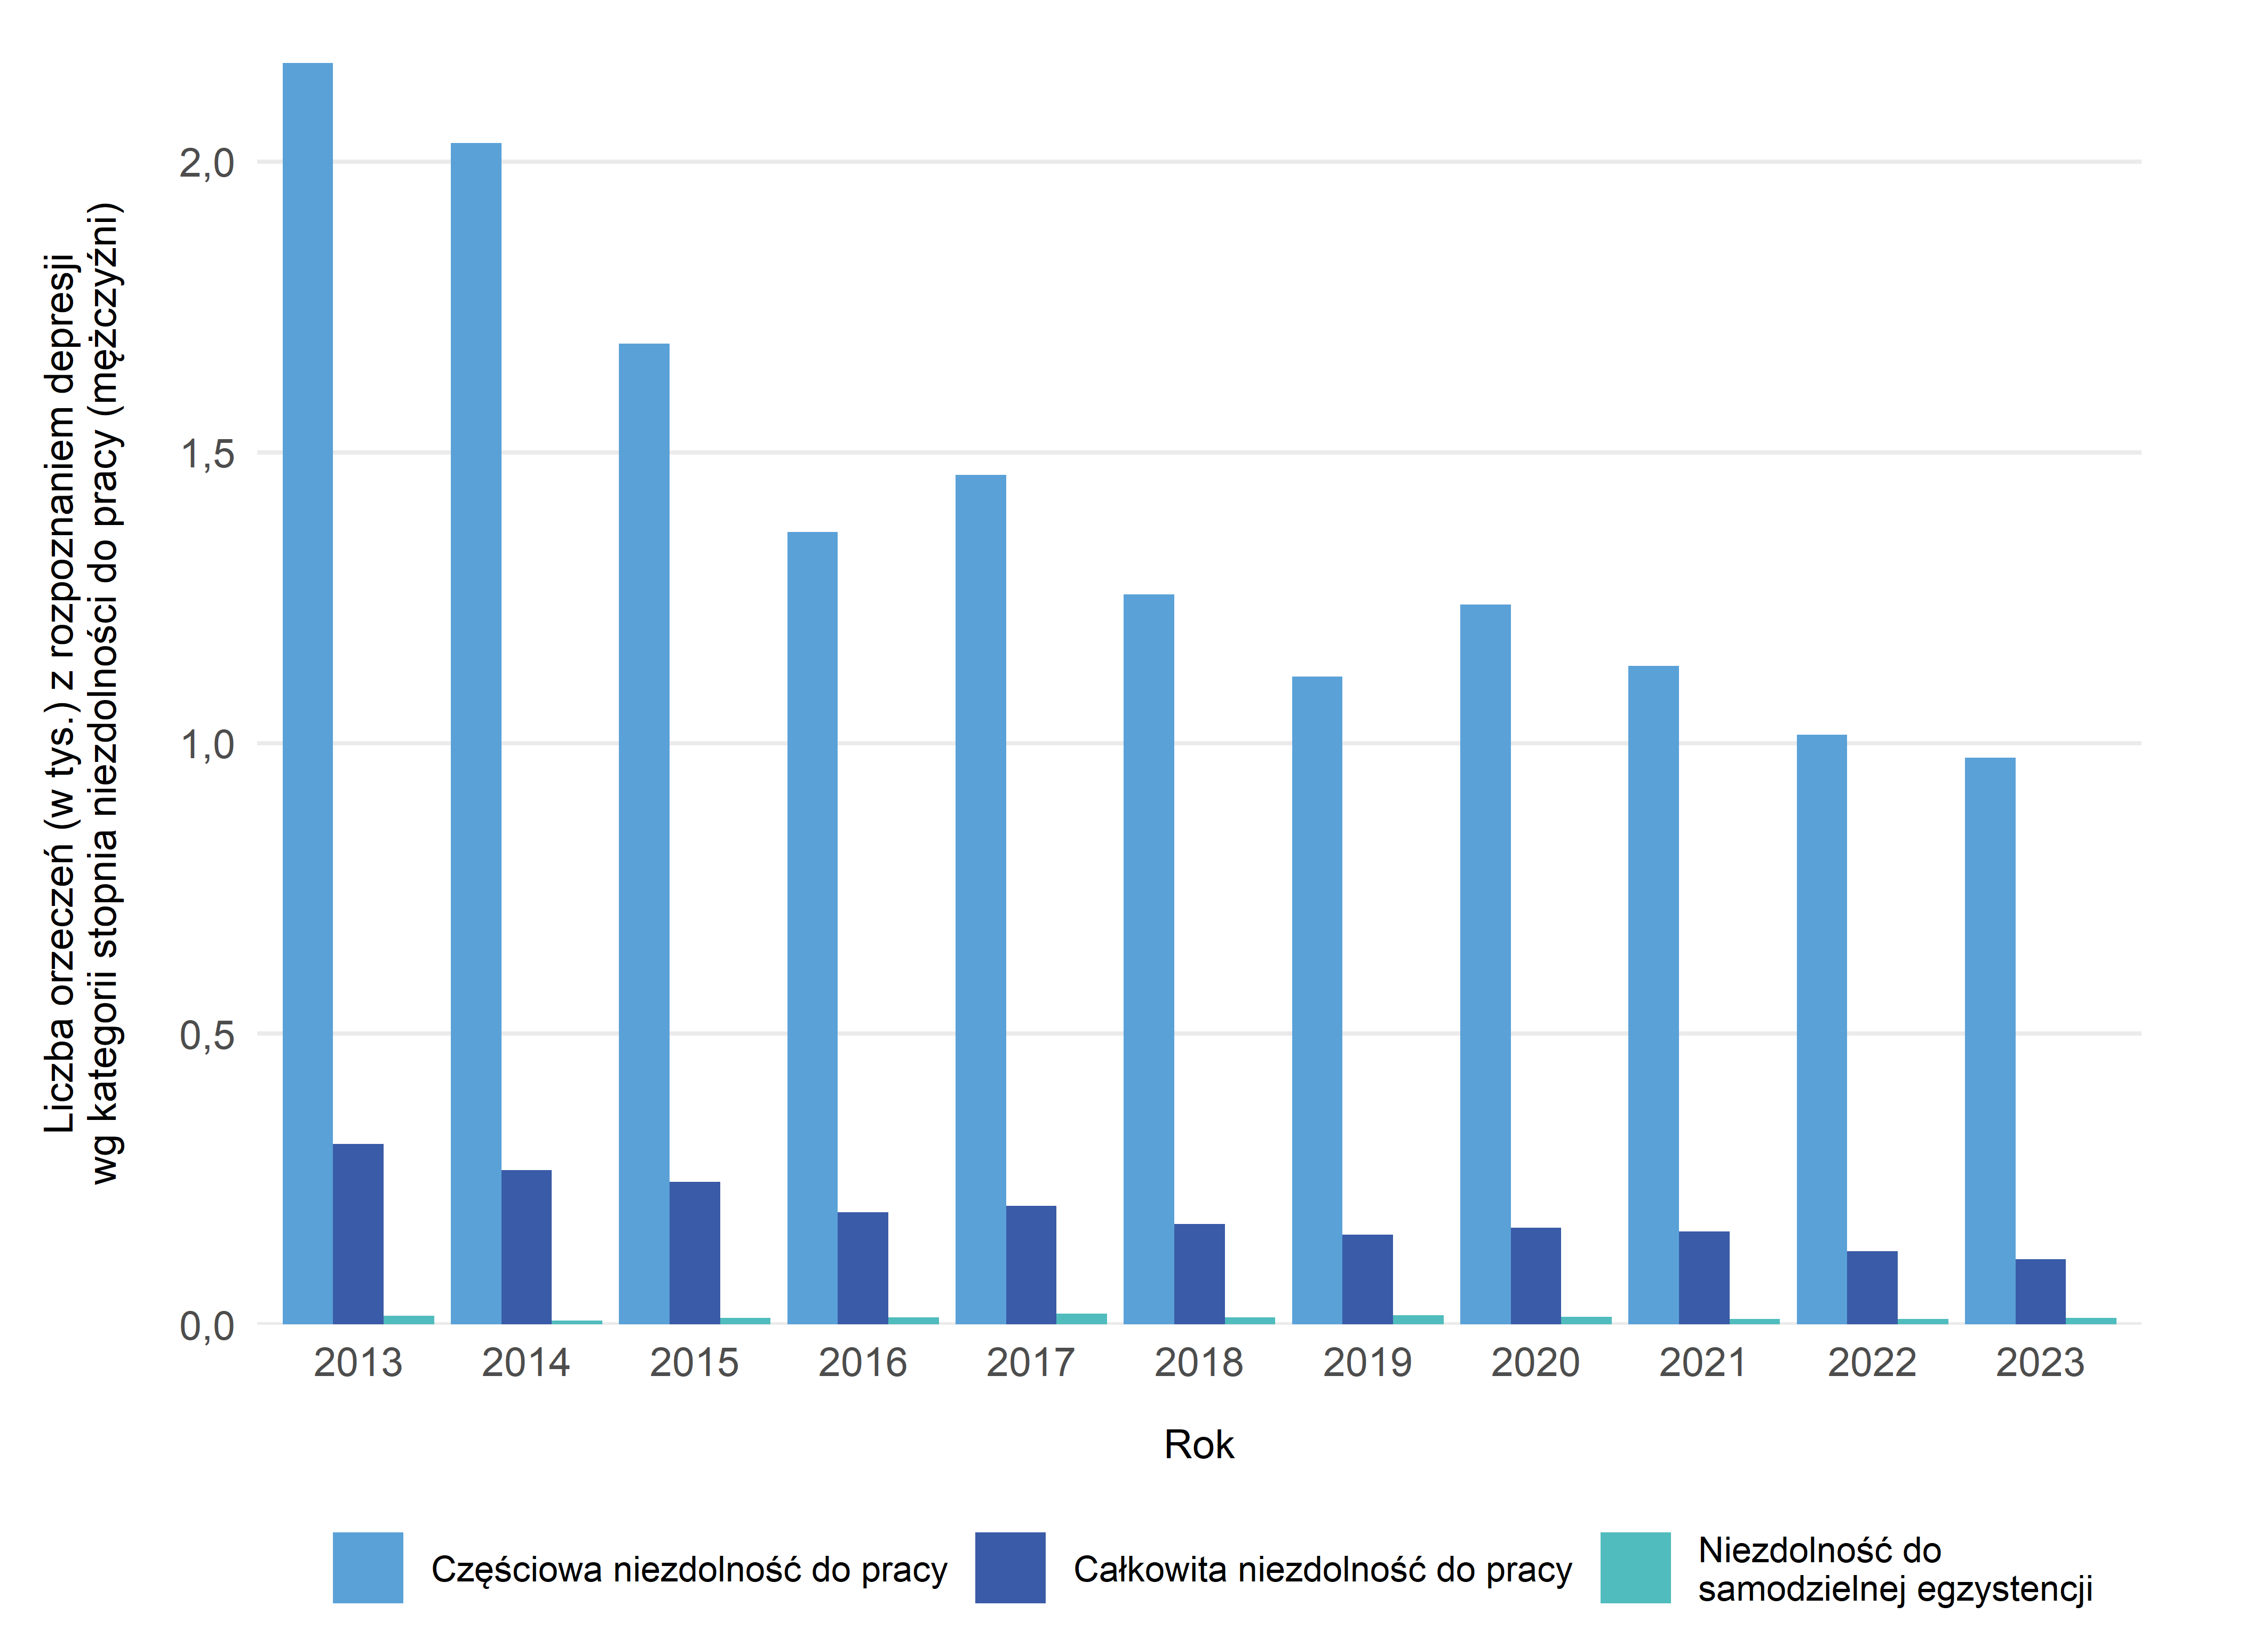 Liczba orzeczeń (w tys.) z rozpoznaniem depresji
wg kategorii stopnia niezdolności do pracy (mężczyźni)
2,0
1,5
1,0
0,5
0,0
2013 2014 2015 2016 2017 2018 2019 2020 2021 2022 2023
Rok
Częściowa niezdolność do pracy
Całkowita niezdolność do pracy
Niezdolność do
samodzielnej egzystencji